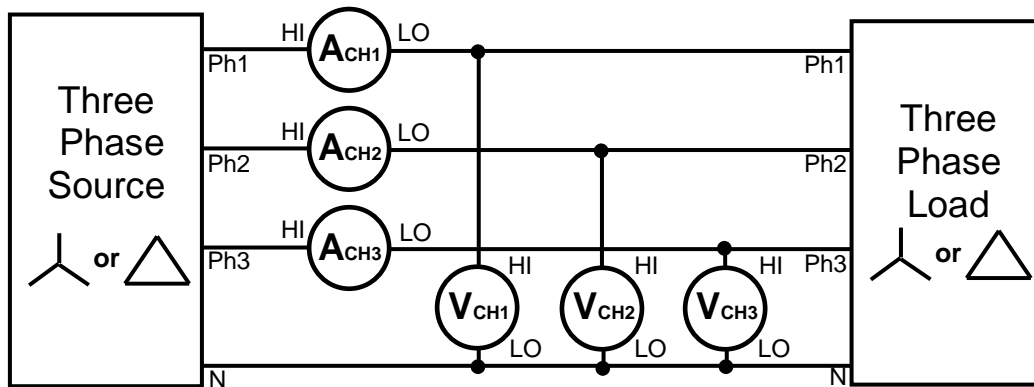 HI
ACH1
LO
Ph1
Ph1
Three
Phase
Source
or
HI
ACH2
LO
Ph2
Ph2
HI
ACH3
LO
Ph3
Ph3
Three
Phase
Load
or
HI
HI
HI
VCH1
VCH2
VCH3
LO
LO
LO
N
N